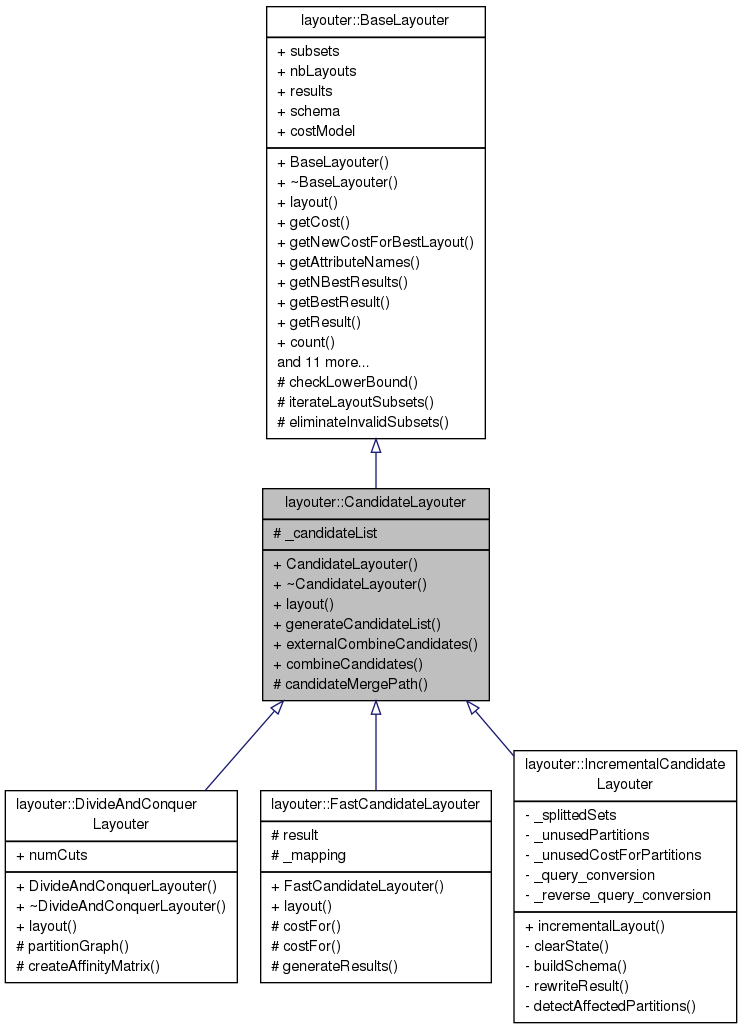 layouter::BaseLayouter
+ subsets
+ nbLayouts
+ results
+ schema
+ costModel
+ BaseLayouter()
+ ~BaseLayouter()
+ layout()
+ getCost()
+ getNewCostForBestLayout()
+ getAttributeNames()
+ getNBestResults()
+ getBestResult()
+ getResult()
+ count()
and 11 more...
# checkLowerBound()
# iterateLayoutSubsets()
# eliminateInvalidSubsets()
layouter::CandidateLayouter
# _candidateList
+ CandidateLayouter()
+ ~CandidateLayouter()
+ layout()
+ generateCandidateList()
+ externalCombineCandidates()
+ combineCandidates()
# candidateMergePath()
layouter::DivideAndConquer
Layouter
+ numCuts
+ DivideAndConquerLayouter()
+ ~DivideAndConquerLayouter()
+ layout()
# partitionGraph()
# createAffinityMatrix()
layouter::FastCandidateLayouter
# result
# _mapping
+ FastCandidateLayouter()
+ layout()
# costFor()
# costFor()
# generateResults()
layouter::IncrementalCandidate
Layouter
- _splittedSets
- _unusedPartitions
- _unusedCostForPartitions
- _query_conversion
- _reverse_query_conversion
+ incrementalLayout()
- clearState()
- buildSchema()
- rewriteResult()
- detectAffectedPartitions()